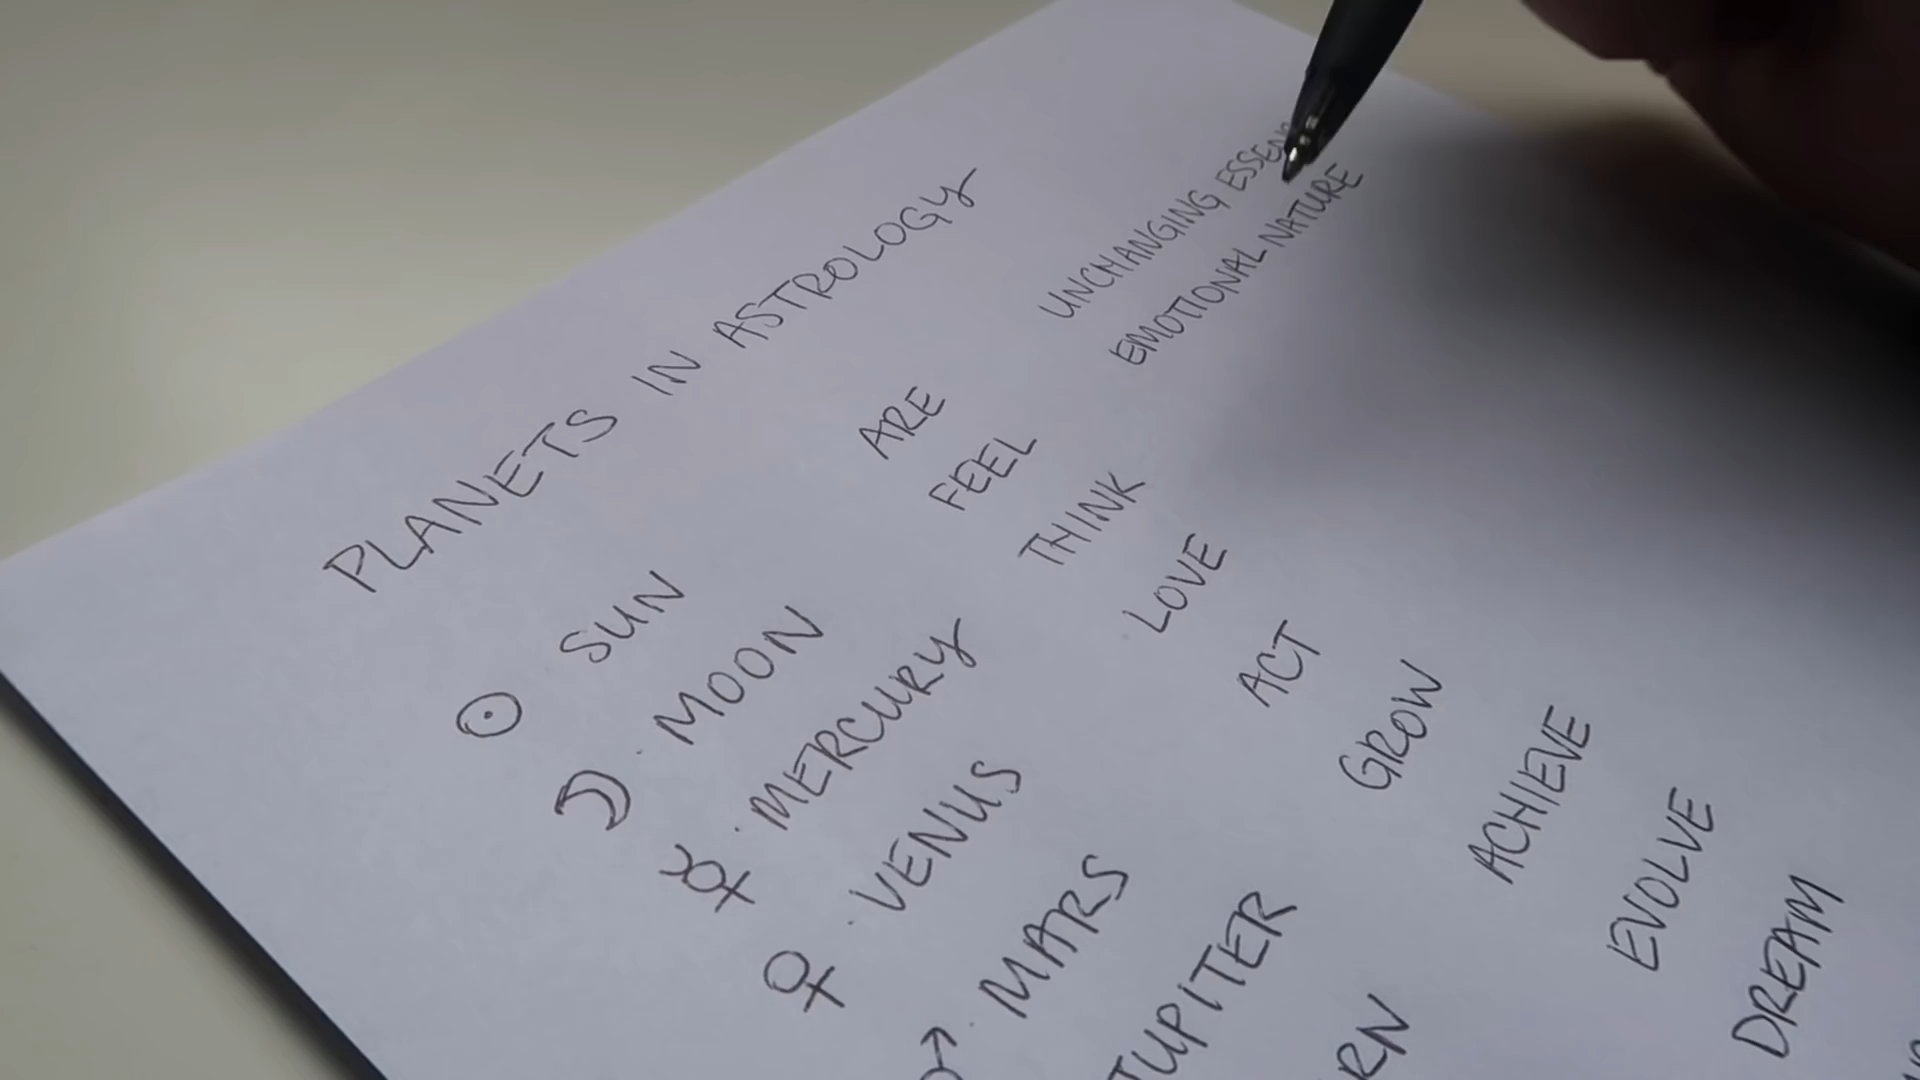 PLANETS IN ASTROLOGY
☉ SUN ARE UNCHANGING
☽ MOON FEEL EMOTIONAL NATURE
☿ MERCURY THINK
♀ VENUS LOVE
♂ MARS ACT
JUPITER GROW
ACHIEVE
EVOLVE
DREAM